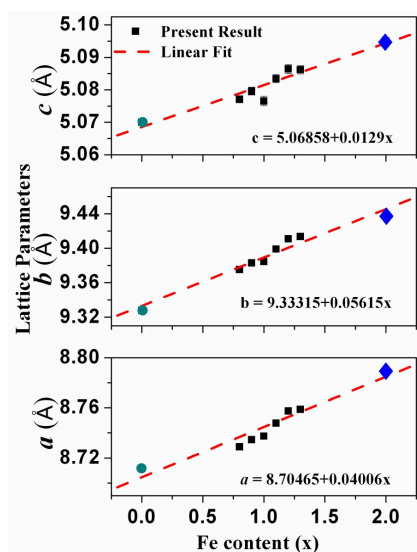 5.10
Present Result
Linear Fit
5.09
c (Å)
5.08
5.07
c = 5.06858+0.0129x
5.06
Lattice Parameters
9.44
b (Å)
9.40
9.36
b = 9.33315+0.05615x
9.32
8.80
a (Å)
8.76
8.72
a = 8.70465+0.04006x
0.0 0.5 1.0 1.5 2.0
Fe content (x)